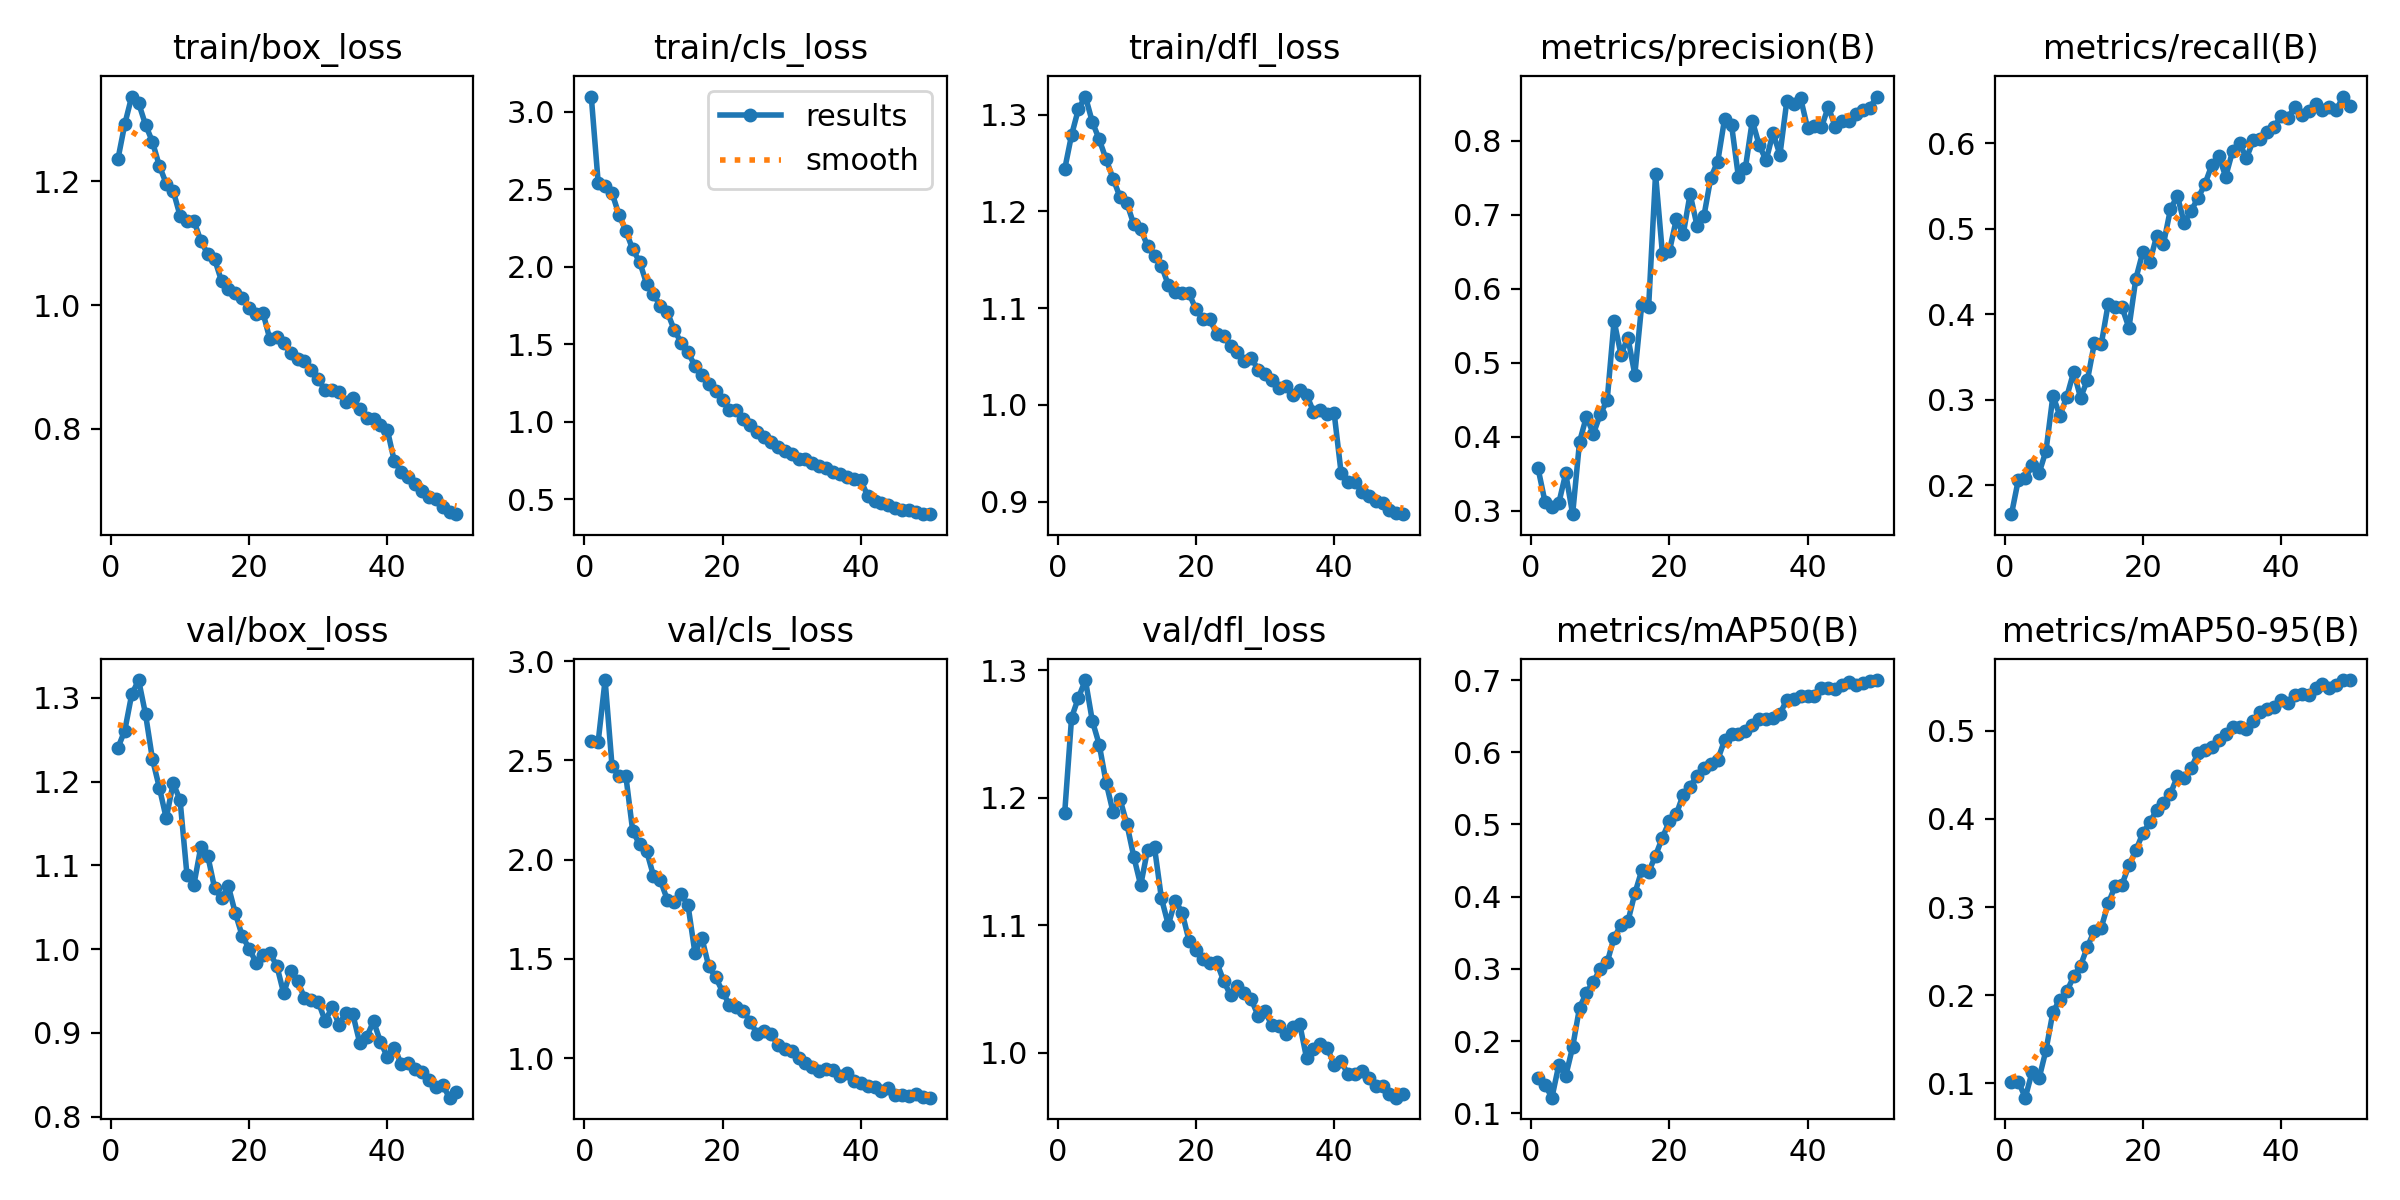 train/box_loss
1.2
1.0
0.8
0 20 40
train/cls_loss
results
smooth
3.0
2.5
2.0
1.5
1.0
0.5
0 20 40
train/dfl_loss
1.3
1.2
1.1
1.0
0.9
0 20 40
metrics/precision(B)
0.8
0.7
0.6
0.5
0.4
0.3
0 20 40
metrics/recall(B)
0.6
0.5
0.4
0.3
0.2
0 20 40
val/box_loss
1.3
1.2
1.1
1.0
0.9
0.8
0 20 40
val/cls_loss
3.0
2.5
2.0
1.5
1.0
0 20 40
val/dfl_loss
1.3
1.2
1.1
1.0
0 20 40
metrics/mAP50(B)
0.7
0.6
0.5
0.4
0.3
0.2
0.1
0 20 40
metrics/mAP50-95(B)
0.5
0.4
0.3
0.2
0.1
0 20 40